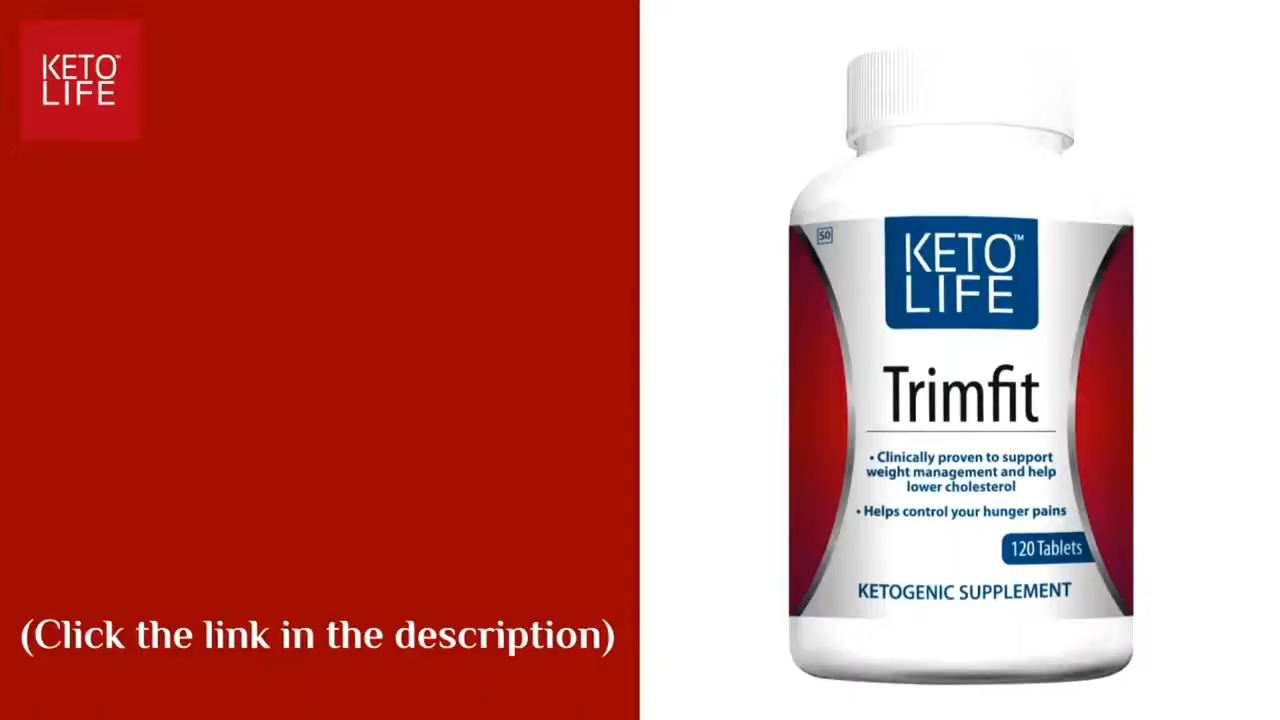 KETO™
LIFE
(Click the link in the description)
S0
KETO™
LIFE
Trimfit
• Clinically proven to support
weight management and help
lower cholesterol
• Helps control your hunger pains
120 Tablets
KETOGENIC SUPPLEMENT